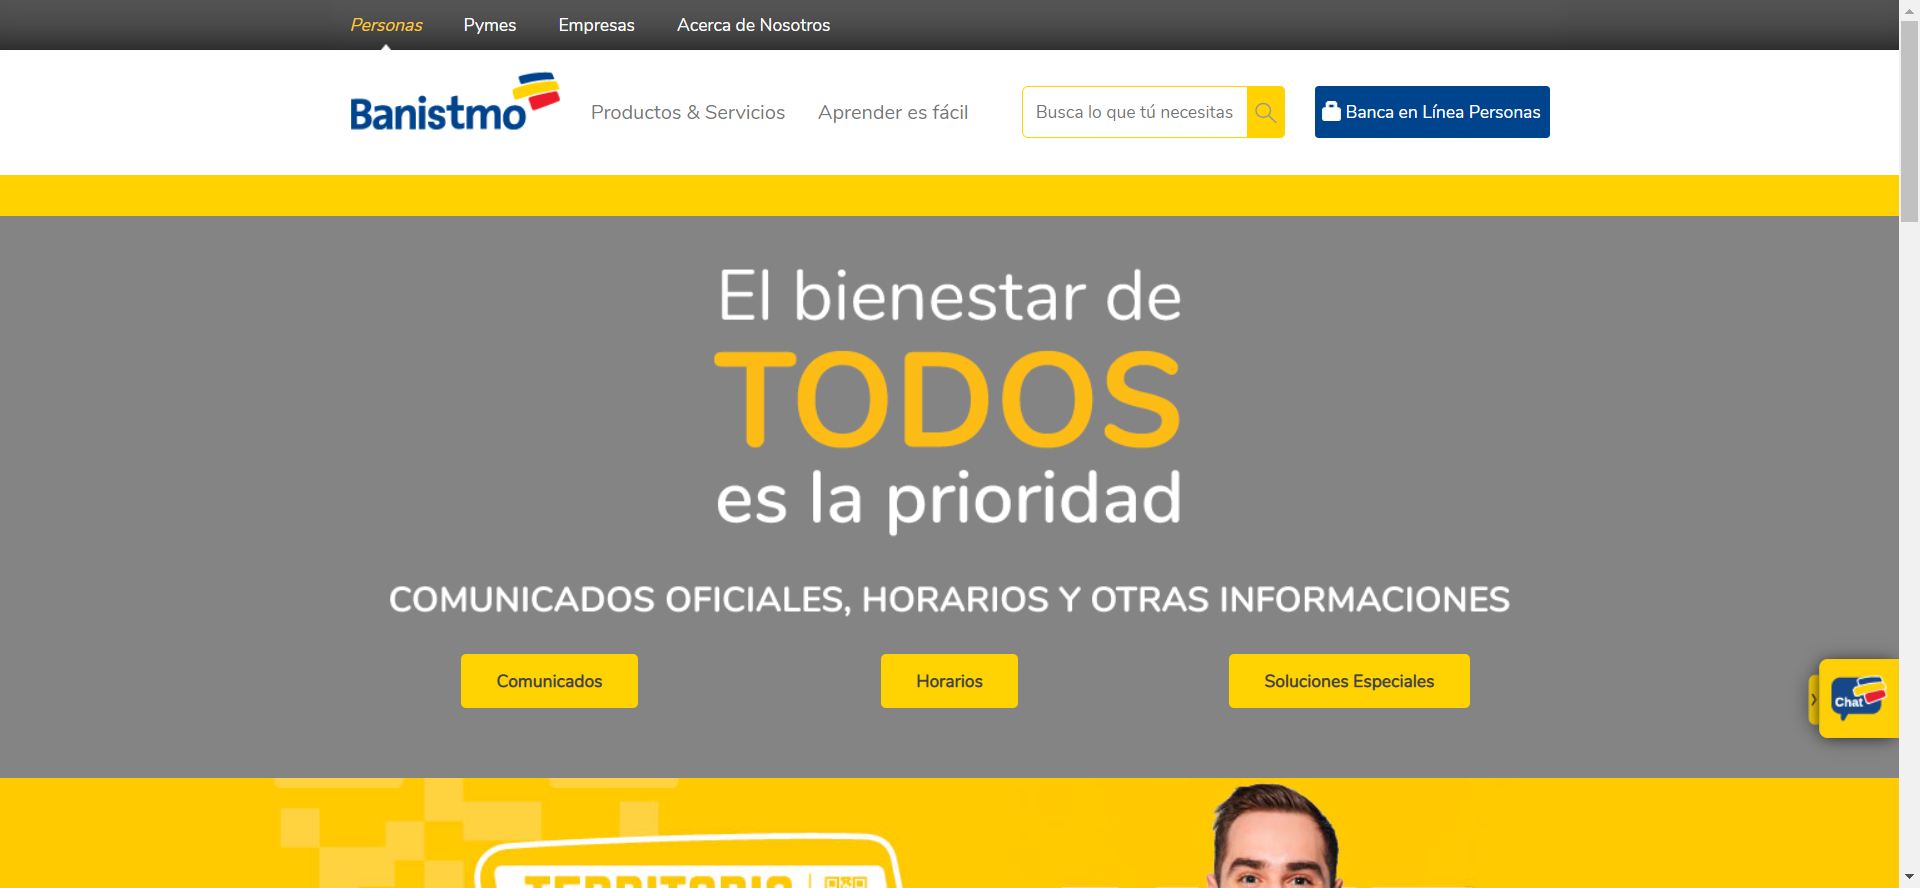 Personas Pymes Empresas Acerca de Nosotros
Banistmo Productos & Servicios Aprender es fácil Busca lo que tú necesitas Banca en Línea Personas
El bienestar de
TODOS
es la prioridad
COMUNICADOS OFICIALES, HORARIOS Y OTRAS INFORMACIONES
Comunicados Horarios Soluciones Especiales
Chat
TERRITORIO